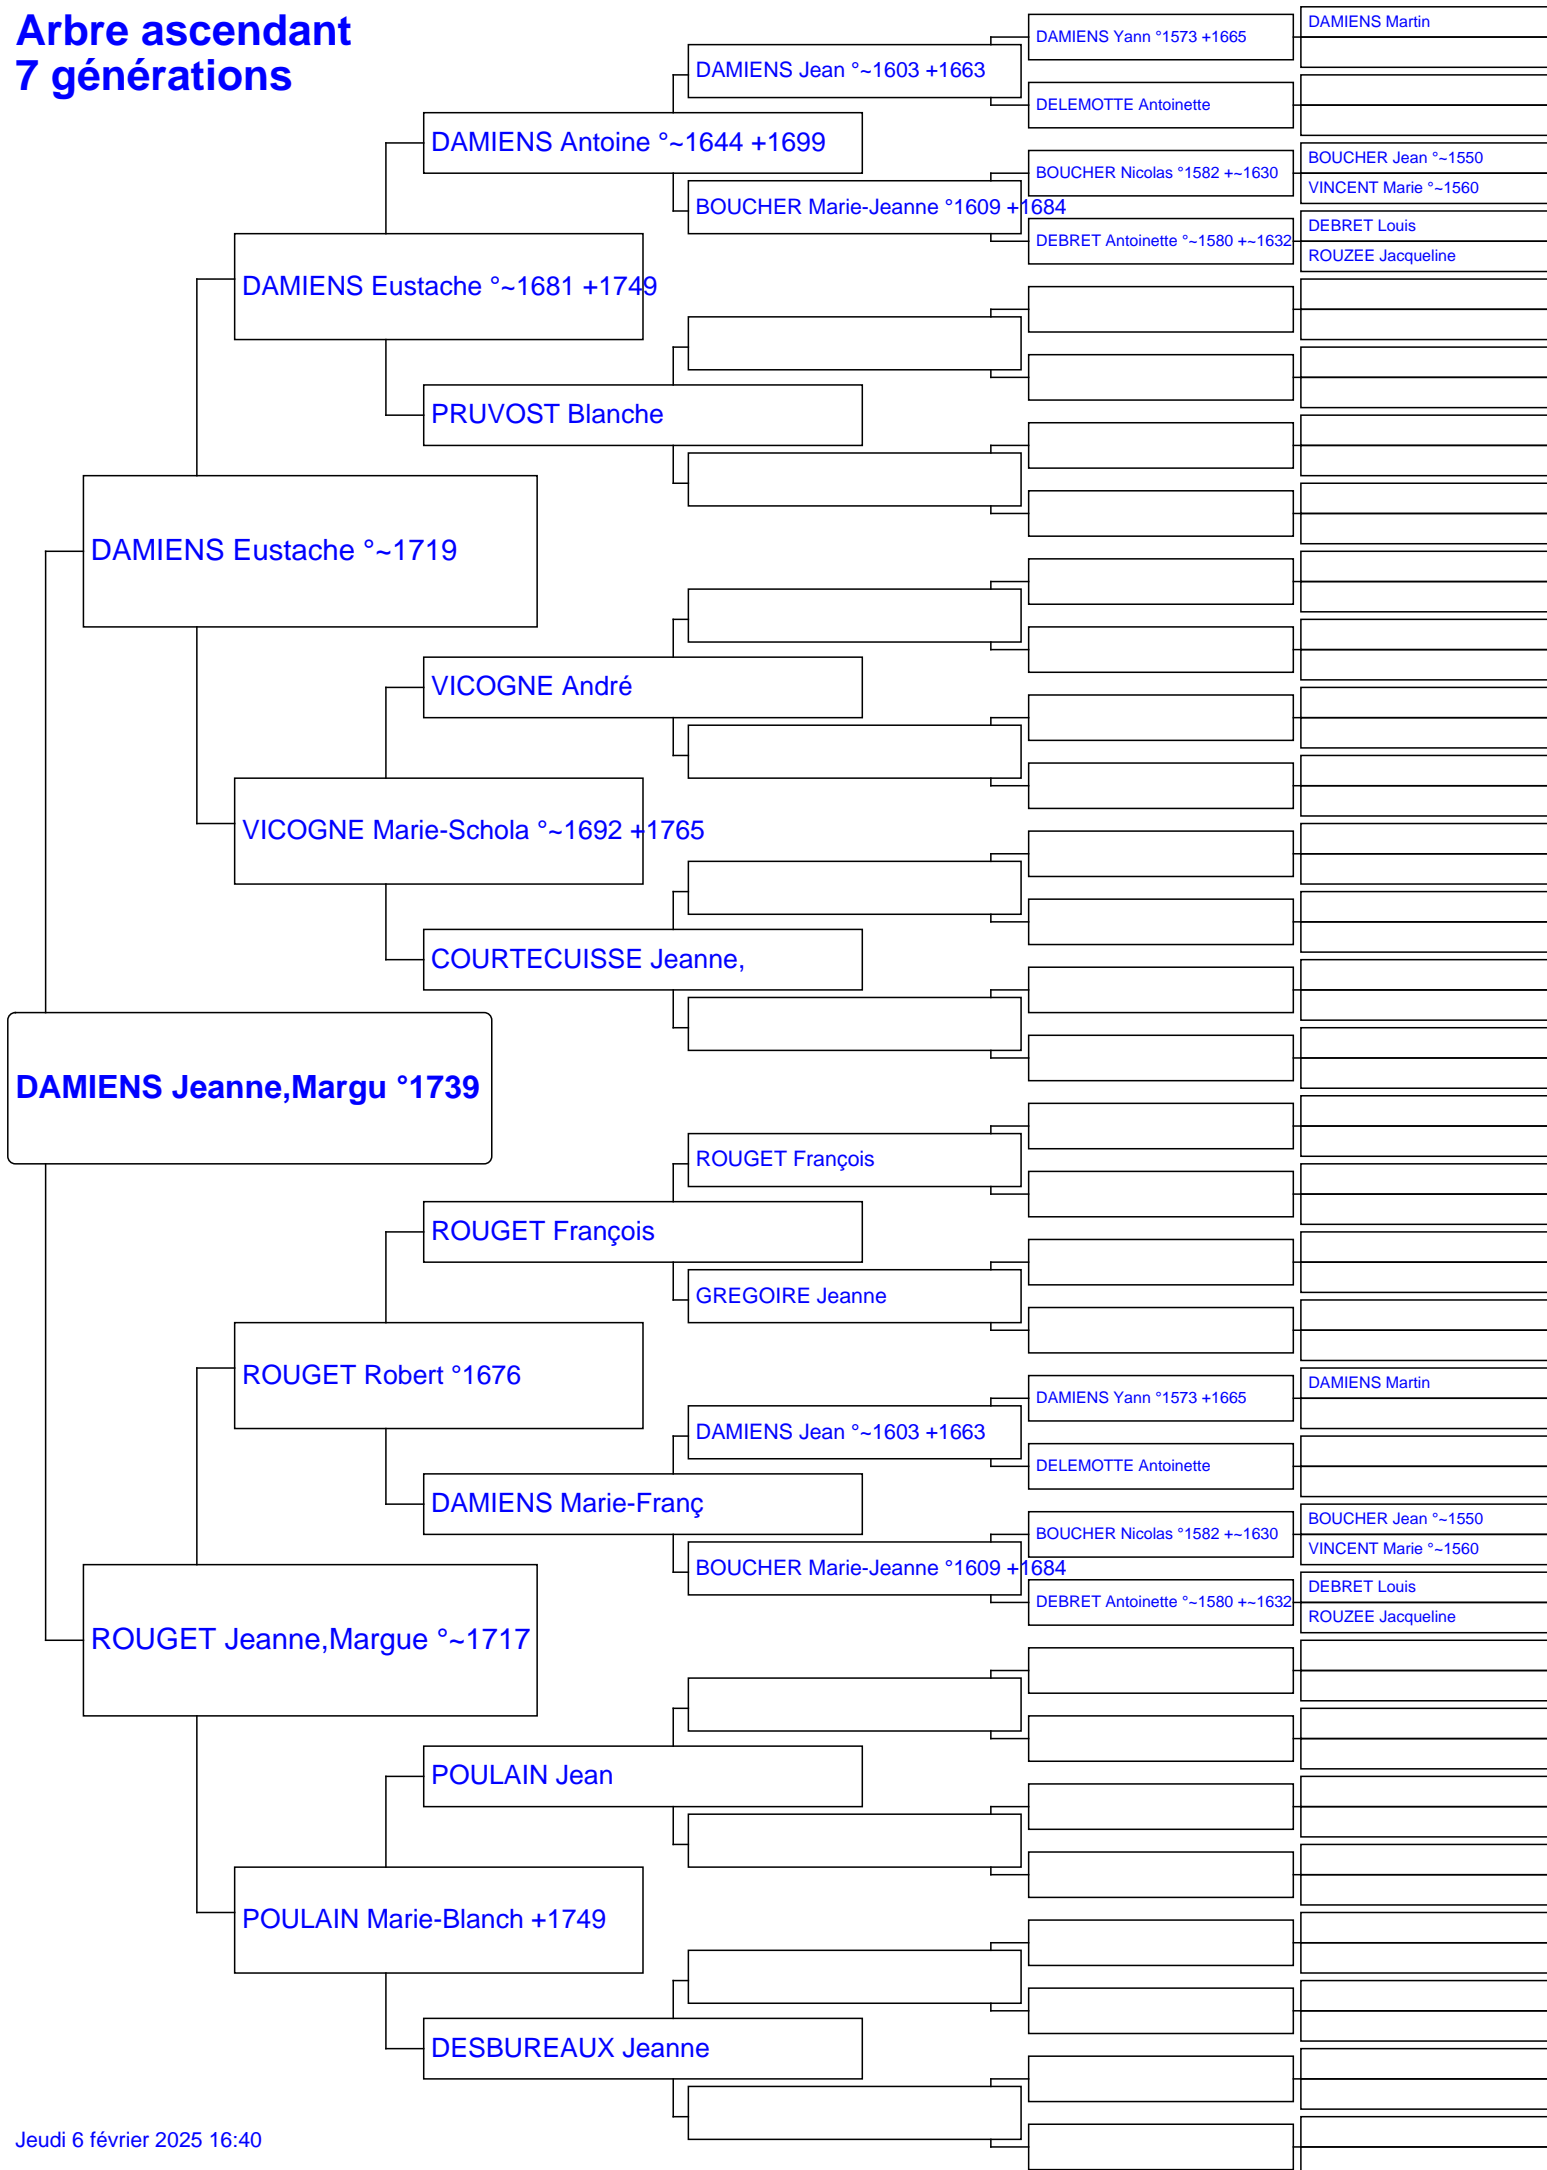 Arbre ascendant
7 générations
DAMIENS Jeanne,Margu °1739
DAMIENS Eustache °~1719
ROUGET Jeanne,Margue °~1717
DAMIENS Eustache °~1681 +1749
VICOGNE Marie-Schola °~1692 +1765
ROUGET Robert °1676
POULAIN Marie-Blanch +1749
DAMIENS Antoine °~1644 +1699
PRUVOST Blanche
VICOGNE André
COURTECUISSE Jeanne,
ROUGET François
DAMIENS Marie-Franç
POULAIN Jean
DESBUREAUX Jeanne
DAMIENS Jean °~1603 +1663
BOUCHER Marie-Jeanne °1609 +1684
ROUGET François
GREGOIRE Jeanne
DAMIENS Jean °~1603 +1663
BOUCHER Marie-Jeanne °1609 +1684
DAMIENS Yann °1573 +1665
DELEMOTTE Antoinette
BOUCHER Nicolas °1582 +~1630
DEBRET Antoinette °~1580 +~1632
DAMIENS Yann °1573 +1665
DELEMOTTE Antoinette
BOUCHER Nicolas °1582 +~1630
DEBRET Antoinette °~1580 +~1632
DAMIENS Martin
BOUCHER Jean °~1550
VINCENT Marie °~1560
DEBRET Louis
ROUZEE Jacqueline
DAMIENS Martin
BOUCHER Jean °~1550
VINCENT Marie °~1560
DEBRET Louis
ROUZEE Jacqueline
Jeudi 6 février 2025 16:40